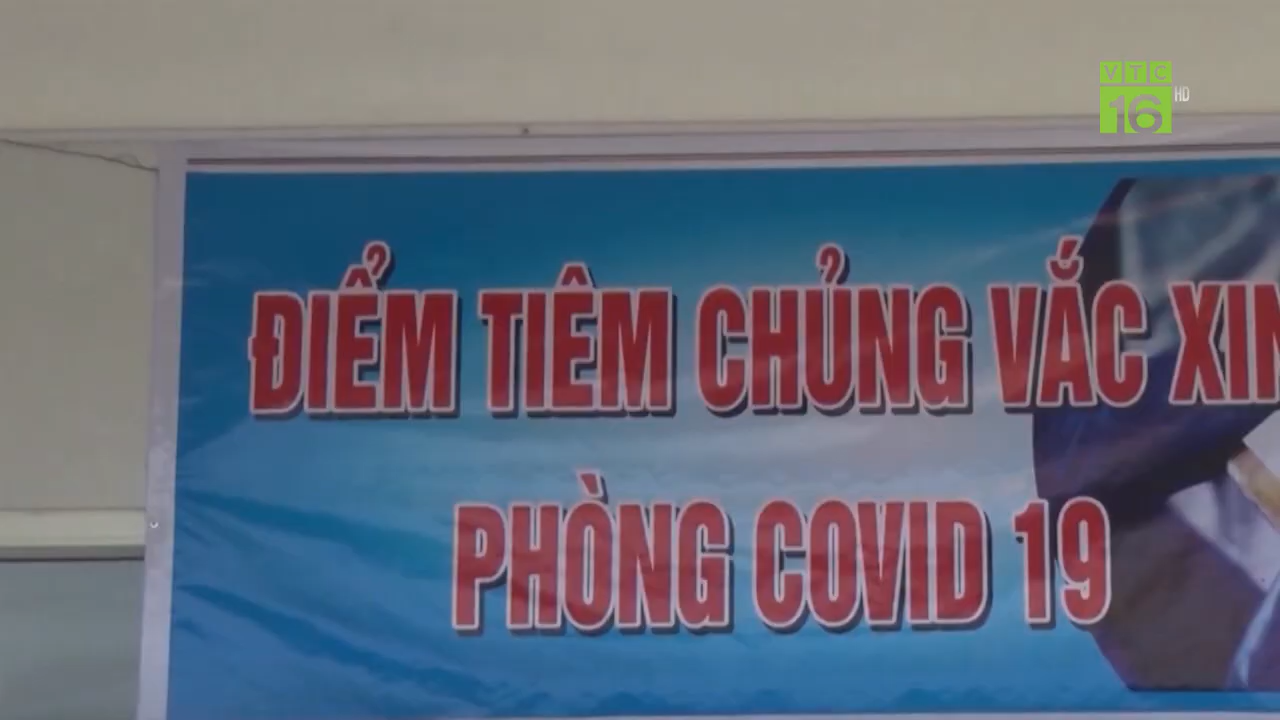 VTC
16 HD
ĐIỂM TIÊM CHỦNG VẮC XIN
PHÒNG COVID 19